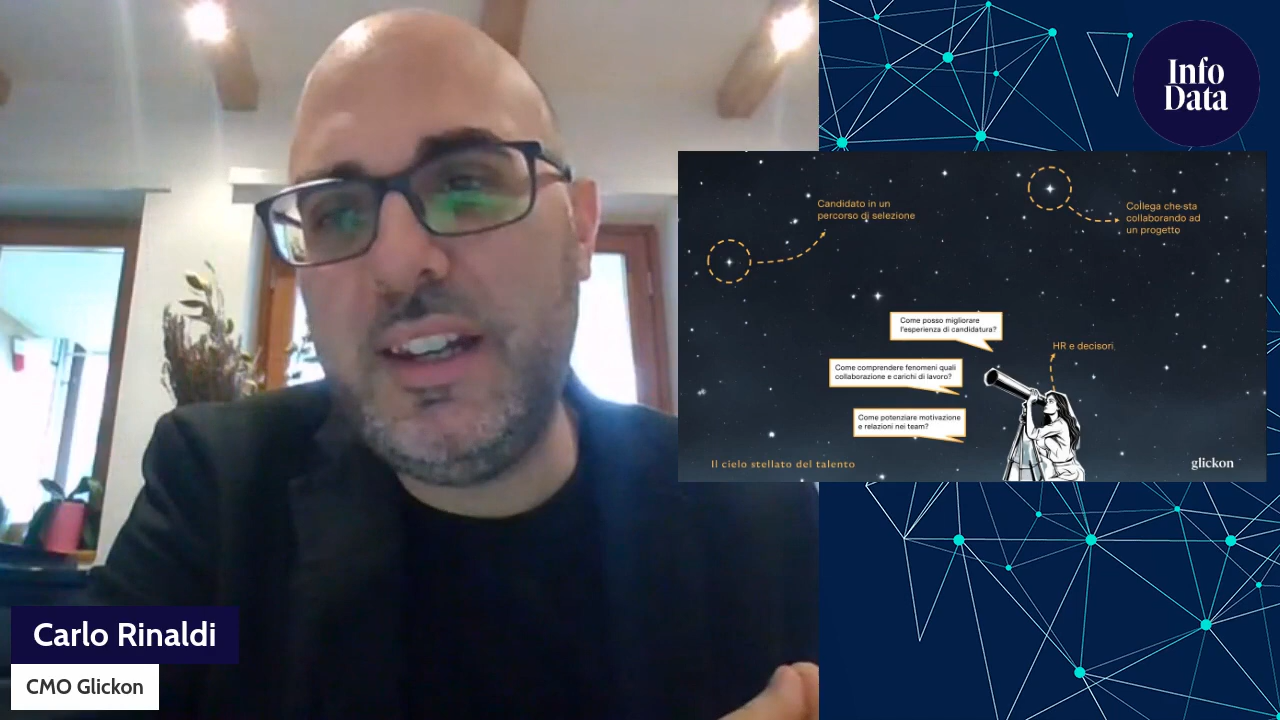 Info
Data
Candidato in un
percorso di selezione
Collega che sta
collaborando ad
un progetto
Come posso migliorare
l'esperienza di candidatura?
HR e decisori
Come comprendere fenomeni quali
collaborazione e carichi di lavoro?
Come potenziare motivazione
e relazioni nei team?
Il cielo stellato del talento
glickon
Carlo Rinaldi
CMO Glickon